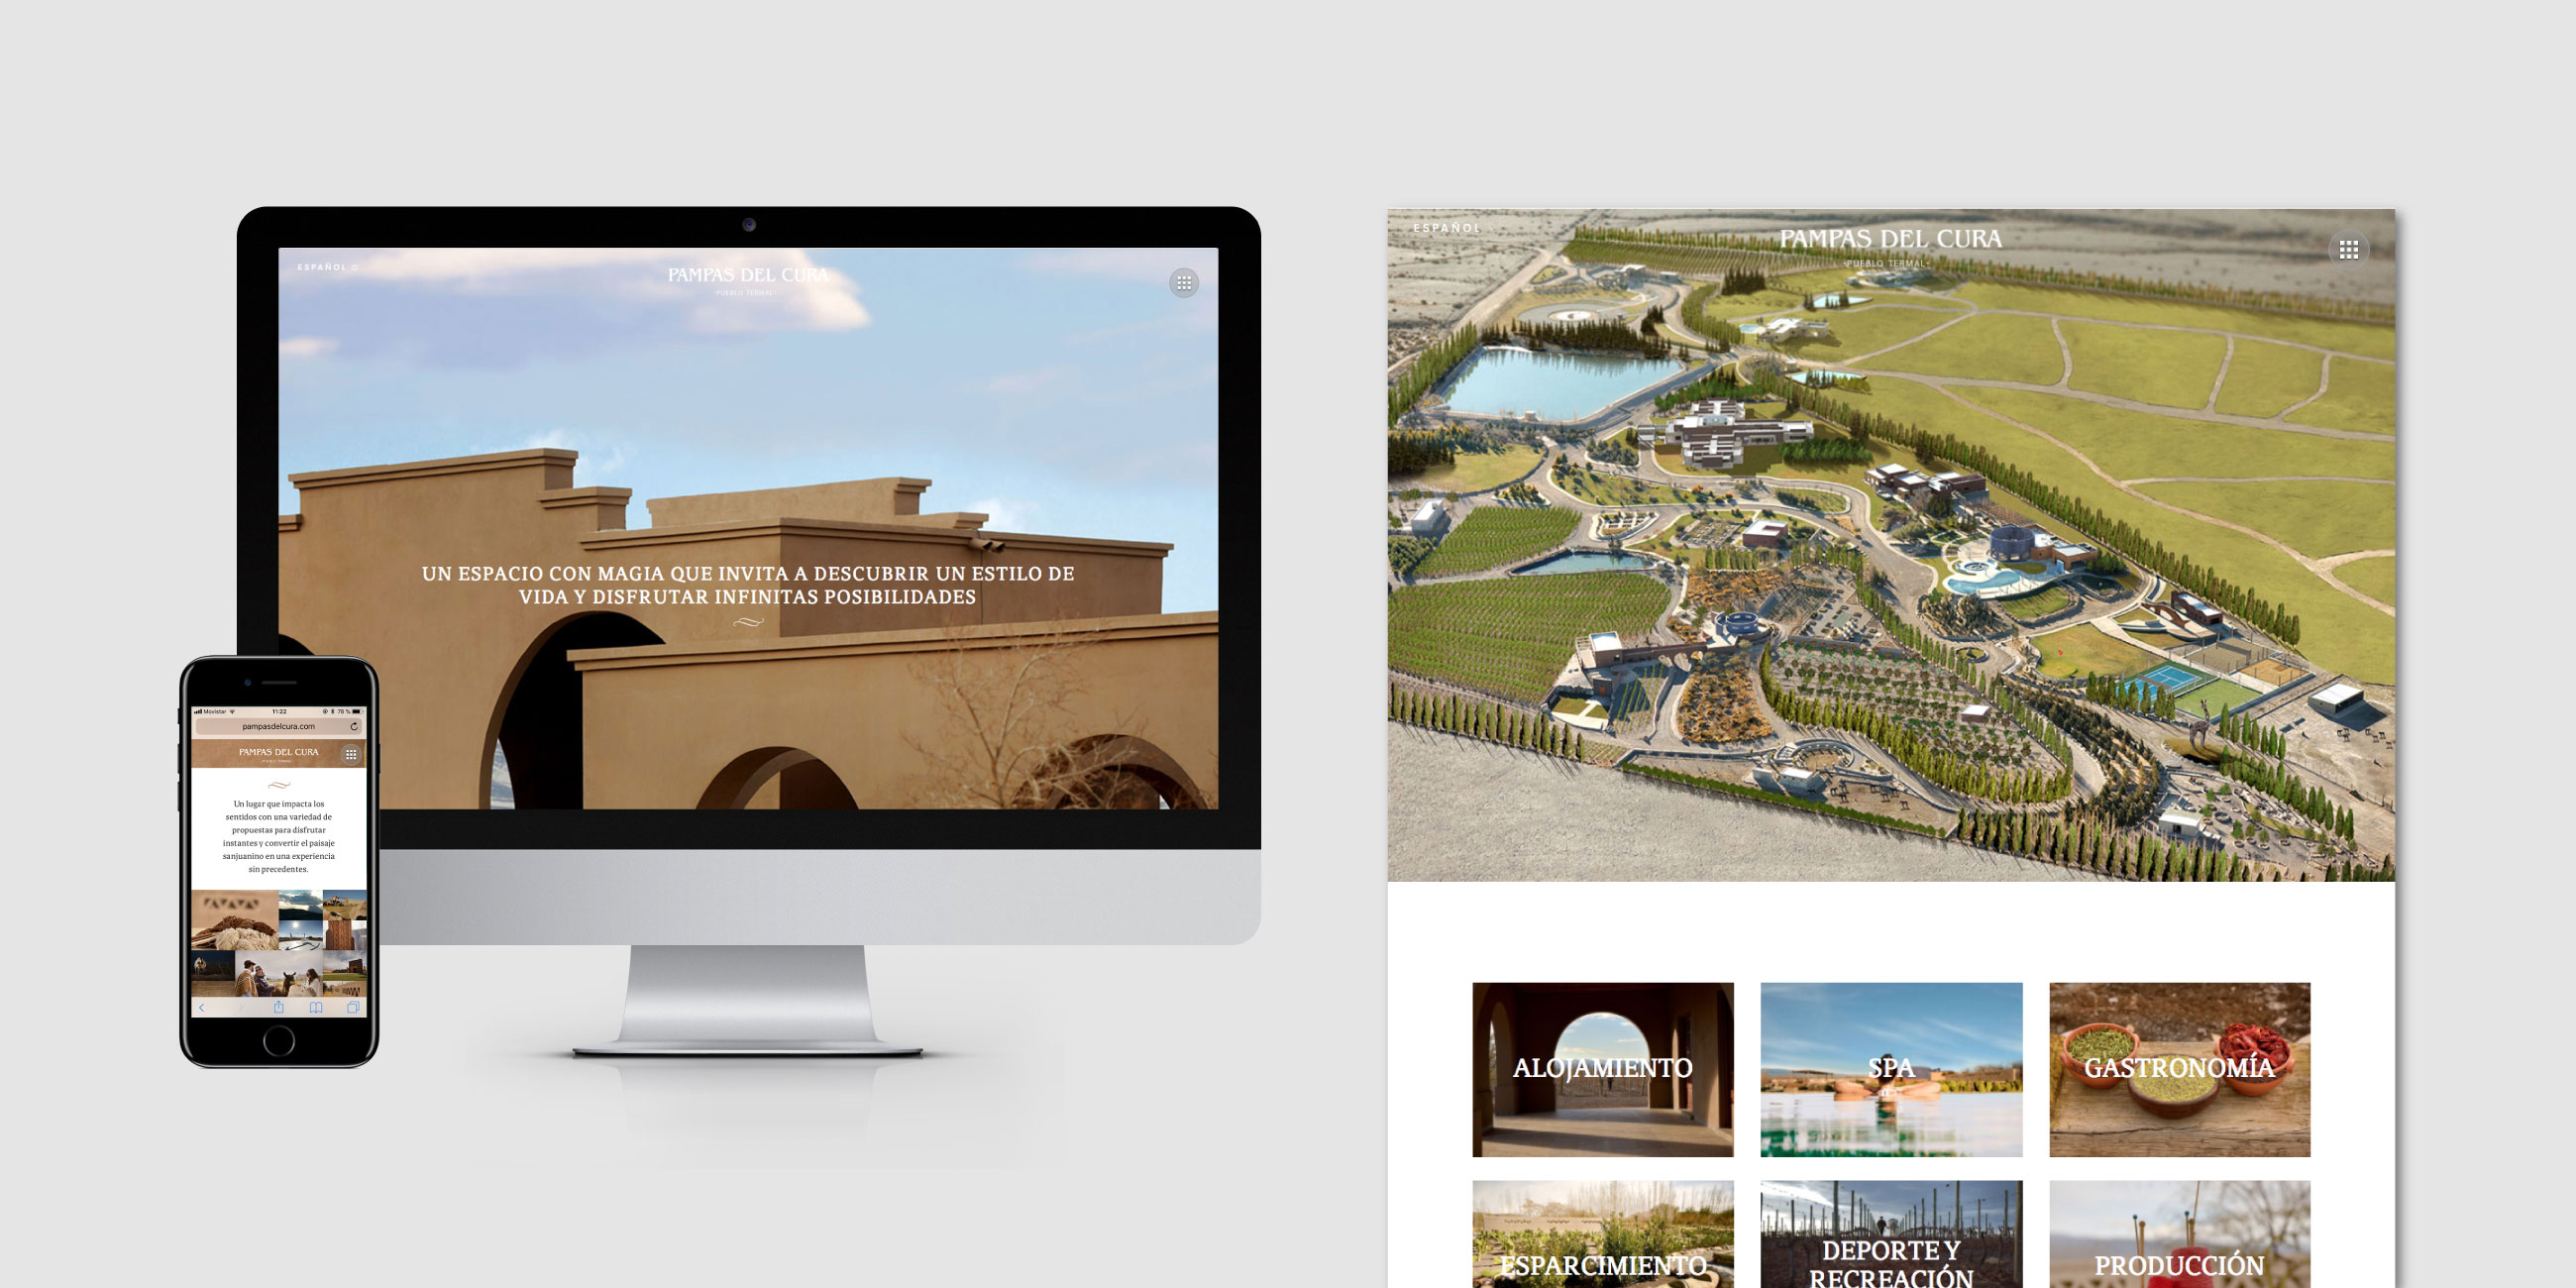 ESPAÑOL
PAMPAS DEL CURA
·PUEBLO TERMAL·
UN ESPACIO CON MAGIA QUE INVITA A DESCUBRIR UN ESTILO DE
VIDA Y DISFRUTAR INFINITAS POSIBILIDADES
Movistar 11:22 78 %
pampasdelcura.com
PAMPAS DEL CURA
Un lugar que impacta los
sentidos con una variedad de
propuestas para disfrutar
instantes y convertir el paisaje
sanjuanino en una experiencia
sin precedentes.
ESPAÑOL
PAMPAS DEL CURA
·PUEBLO TERMAL·
ALOJAMIENTO
SPA
GASTRONOMÍA
ESPARCIMIENTO
DEPORTE Y
RECREACIÓN
PRODUCCIÓN